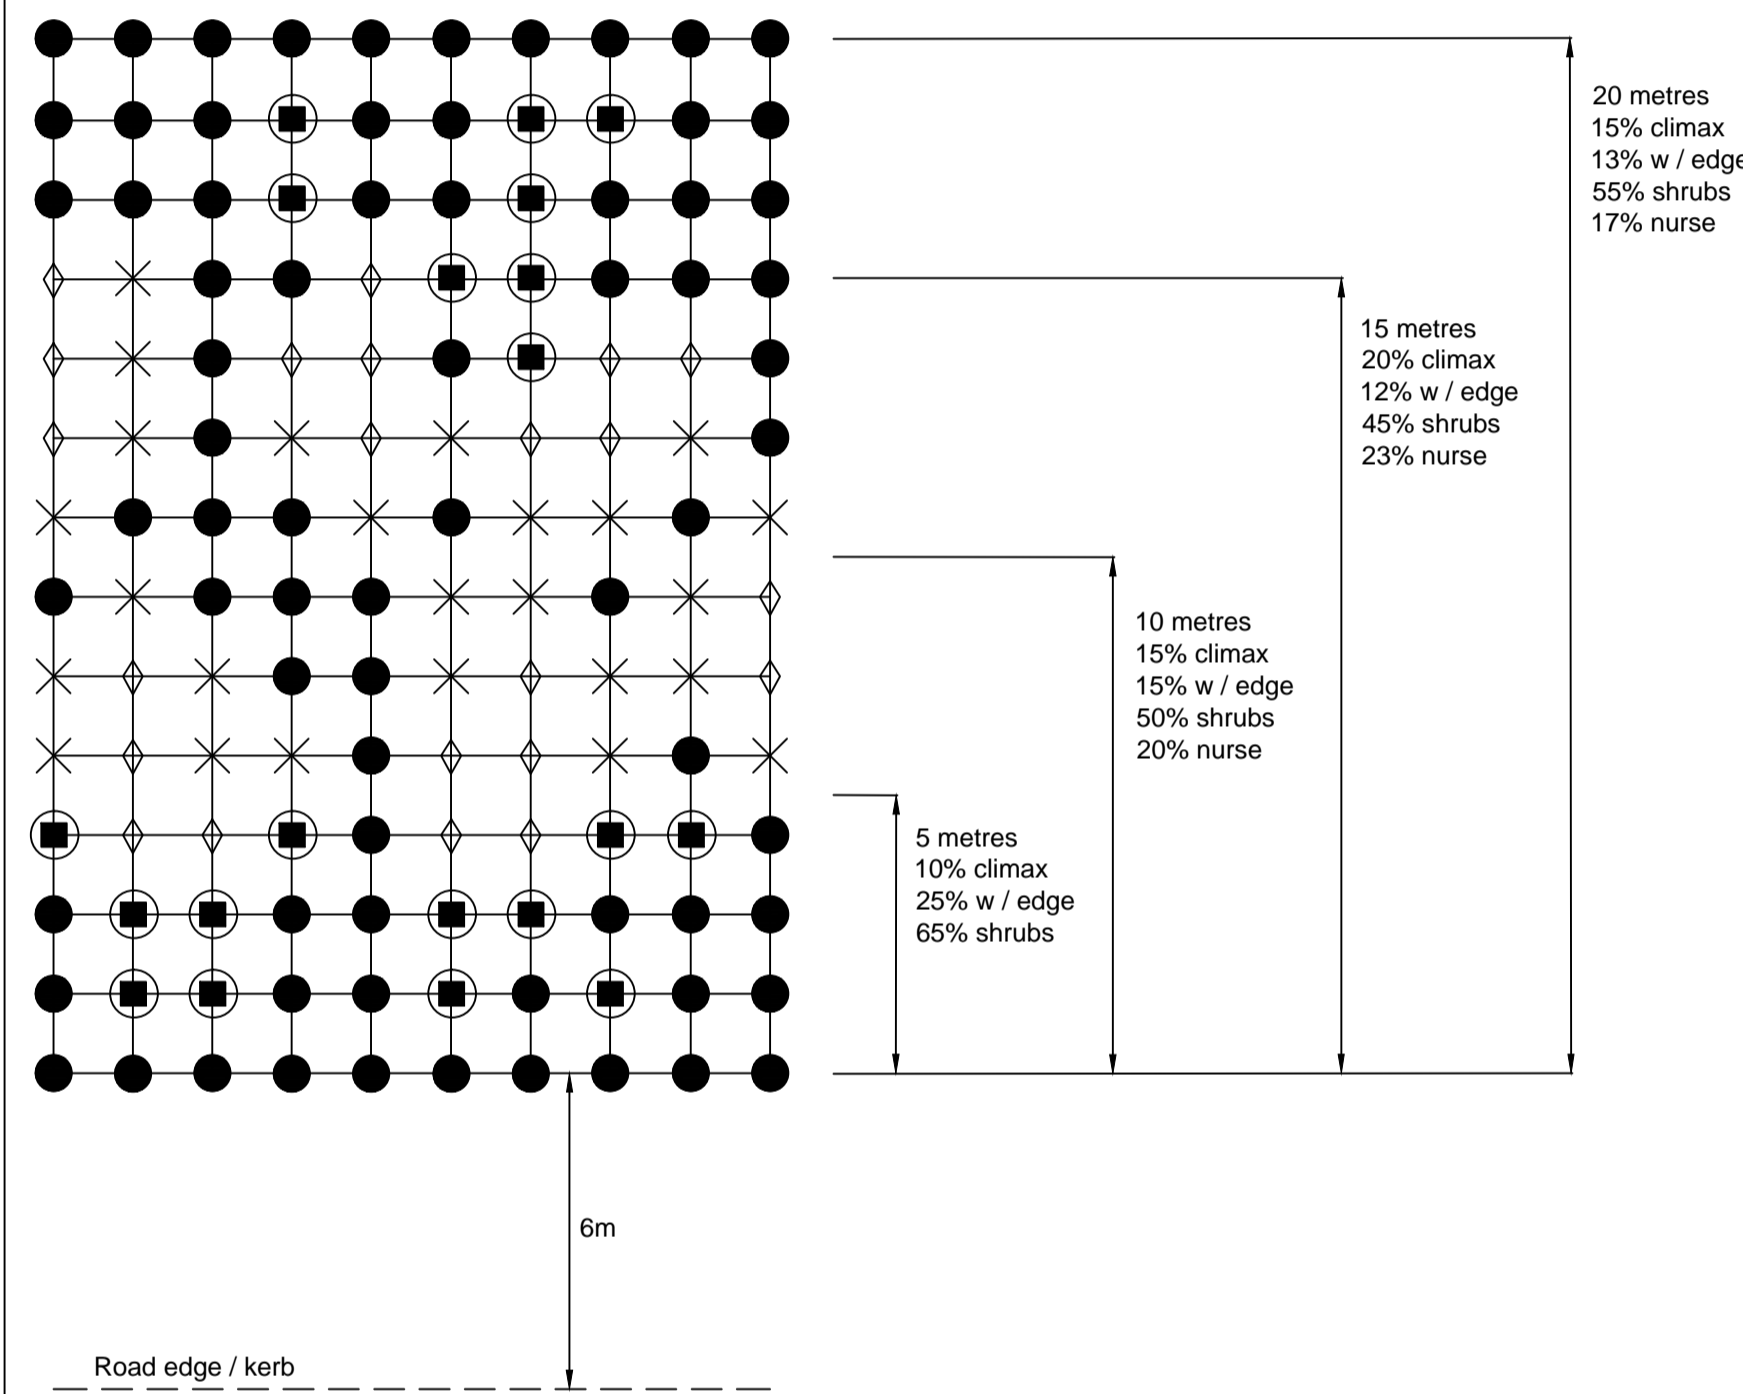 20 metres
15% climax
13% w / edge
55% shrubs
17% nurse
15 metres
20% climax
12% w / edge
45% shrubs
23% nurse
10 metres
15% climax
15% w / edge
50% shrubs
20% nurse
5 metres
10% climax
25% w / edge
65% shrubs
6m
Road edge / kerb